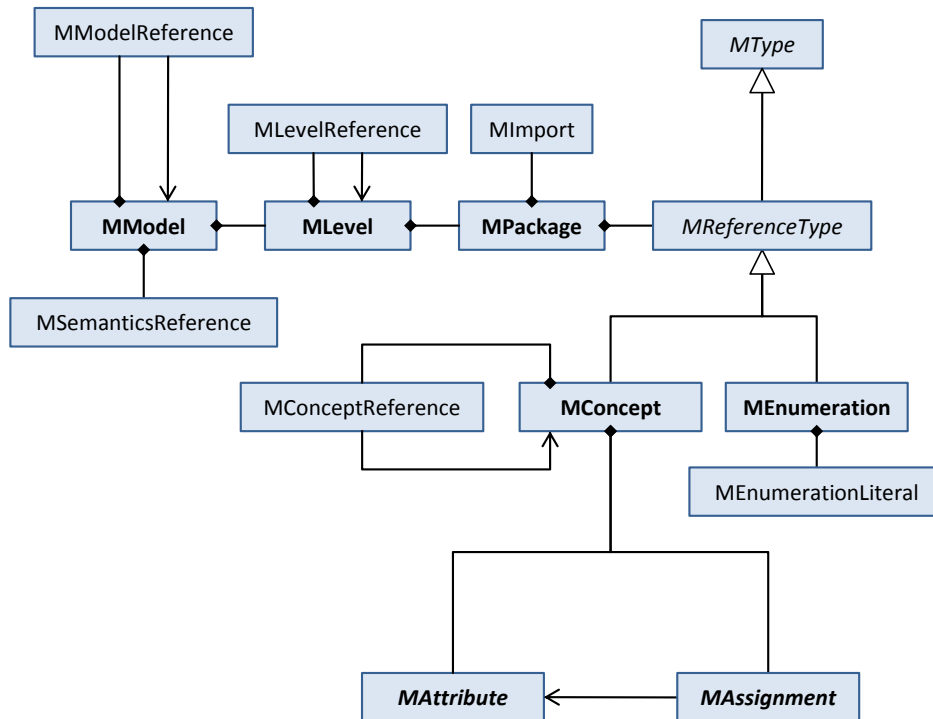 MModelReference
MType
MLevelReference
MImport
MModel
MLevel
MPackage
MReferenceType
MSemanticsReference
MConceptReference
MConcept
MEnumeration
MEnumerationLiteral
MAttribute
MAssignment